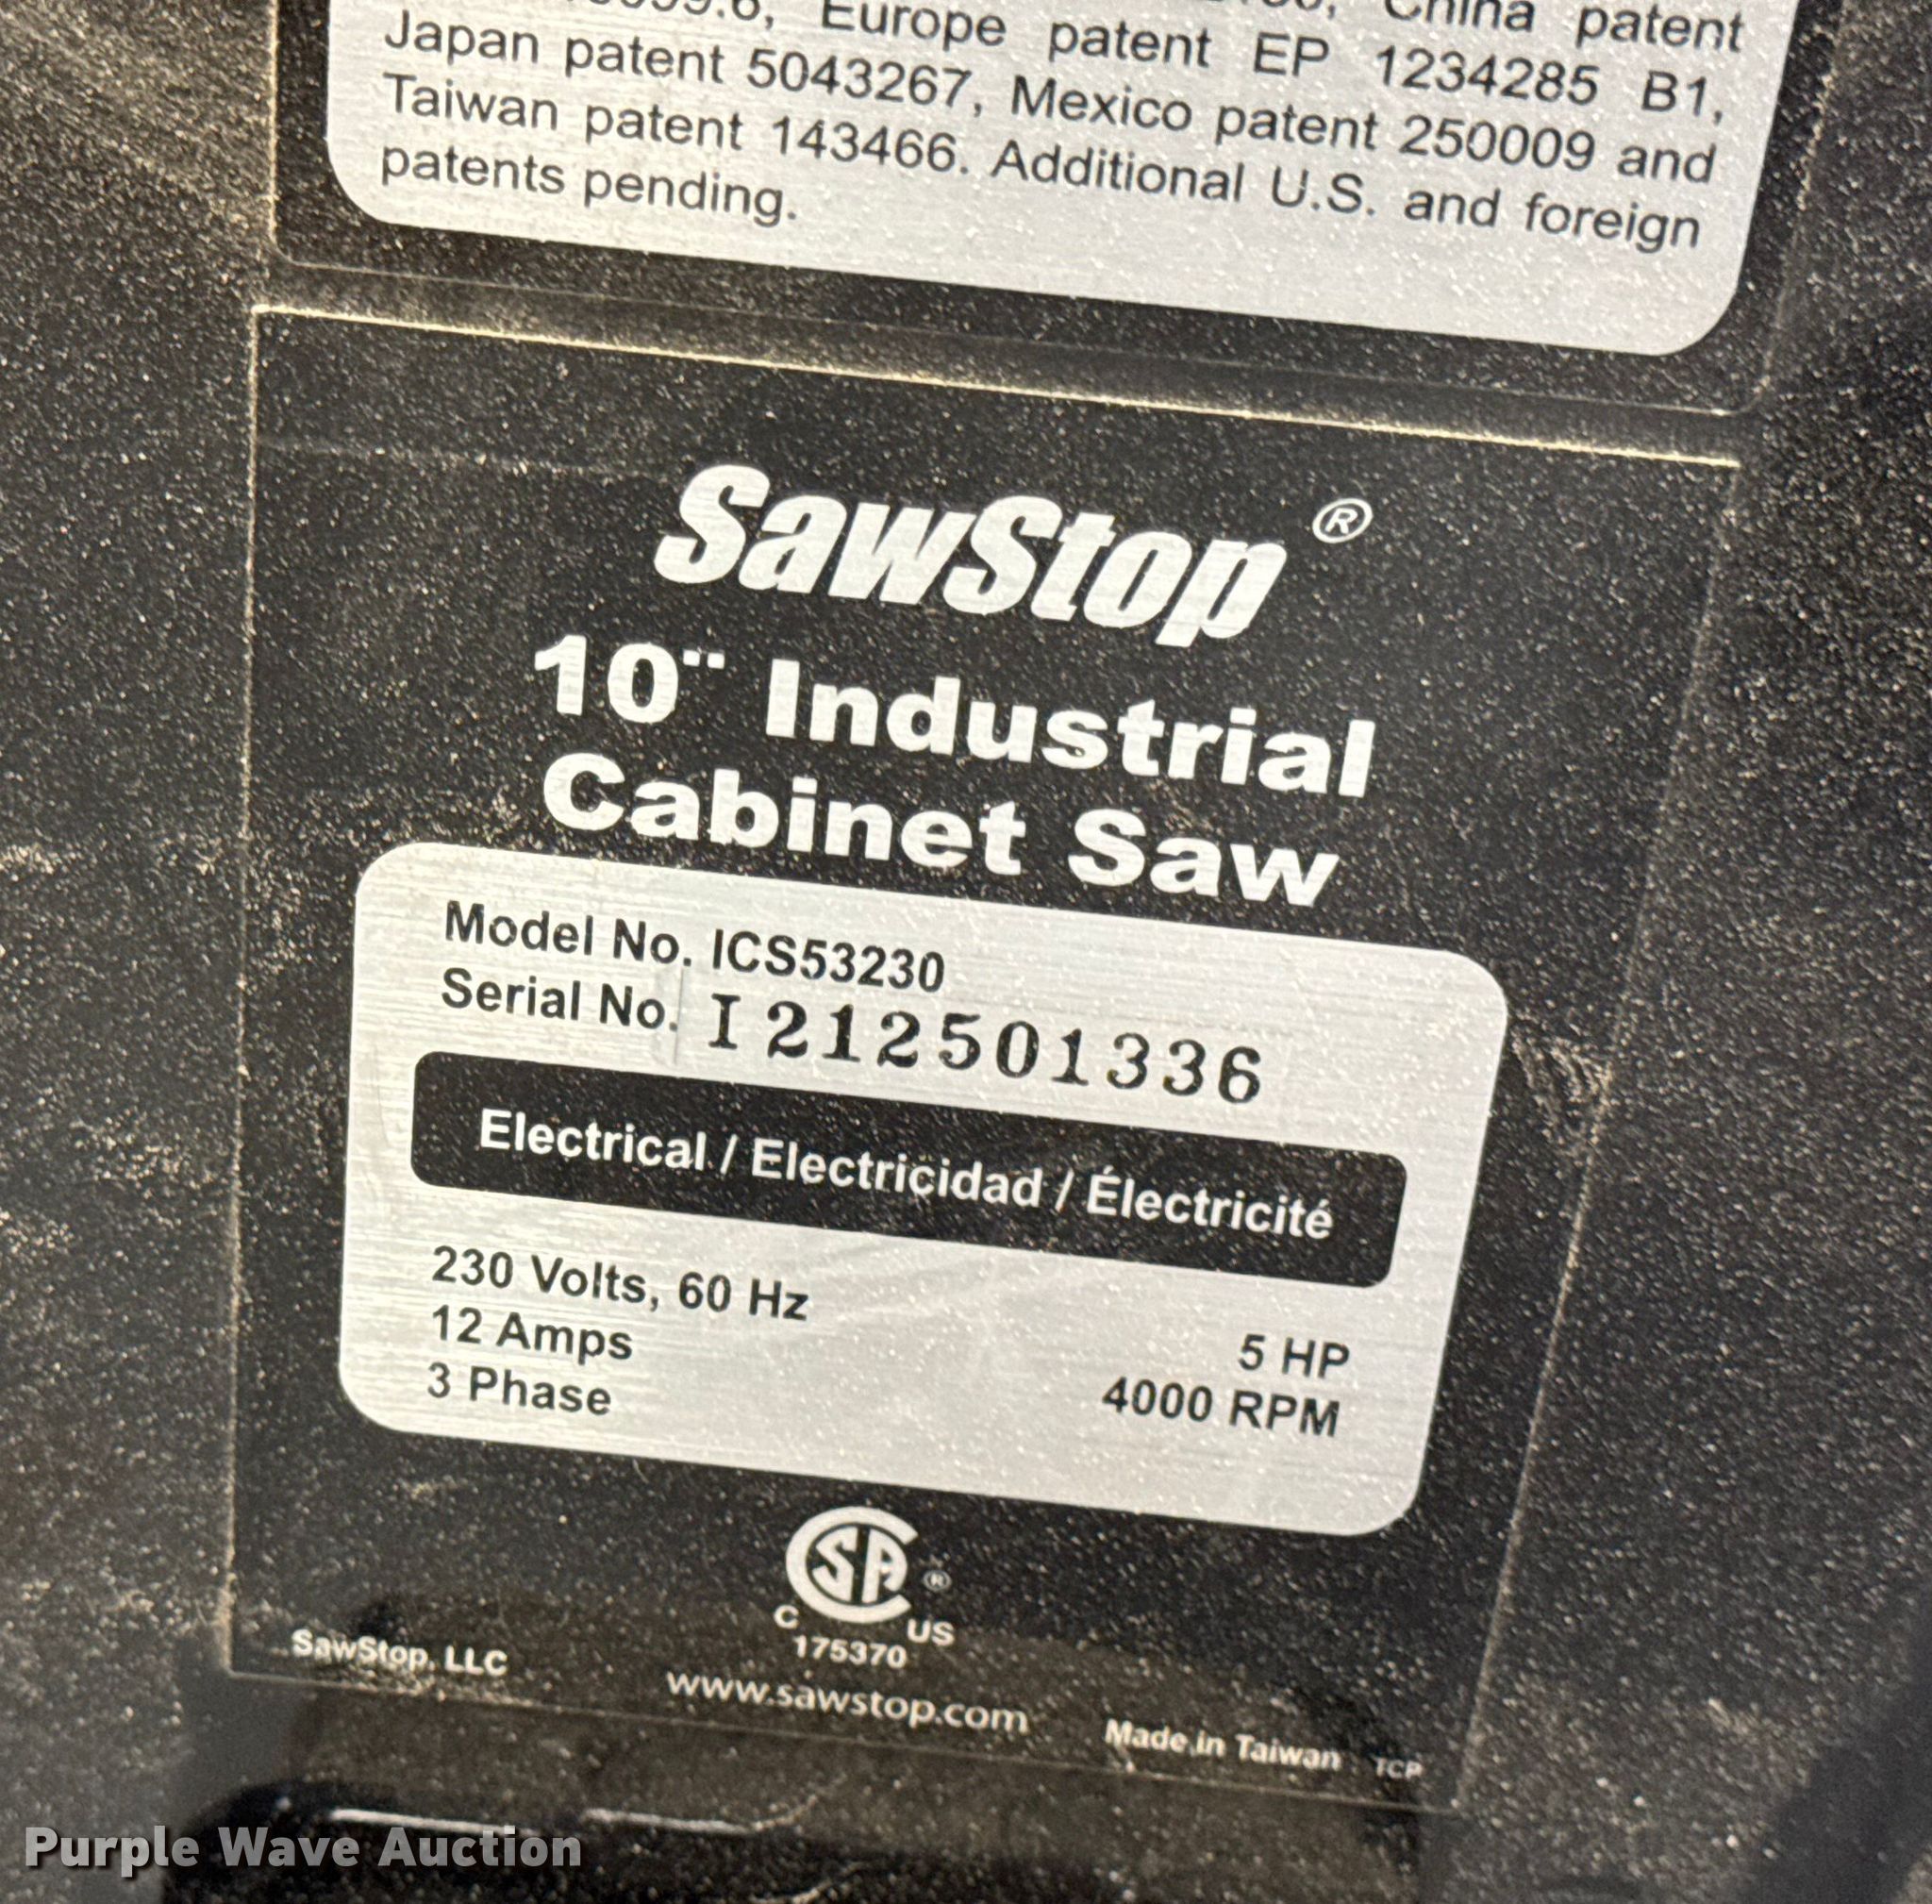 Europe patent EP 1234285 B1,
China patent
Japan patent 5043267, Mexico patent 250009 and
Taiwan patent 143466. Additional U.S. and foreign
patents pending.
SawStop®
10" Industrial
Cabinet Saw
Model No. ICS53230
Serial No. I212501336
Electrical / Electricidad / Électricité
230 Volts, 60 Hz
12 Amps
3 Phase
5 HP
4000 RPM
CSA®
C US
175370
SawStop, LLC
www.sawstop.com
Made in Taiwan TCP
Purple Wave Auction